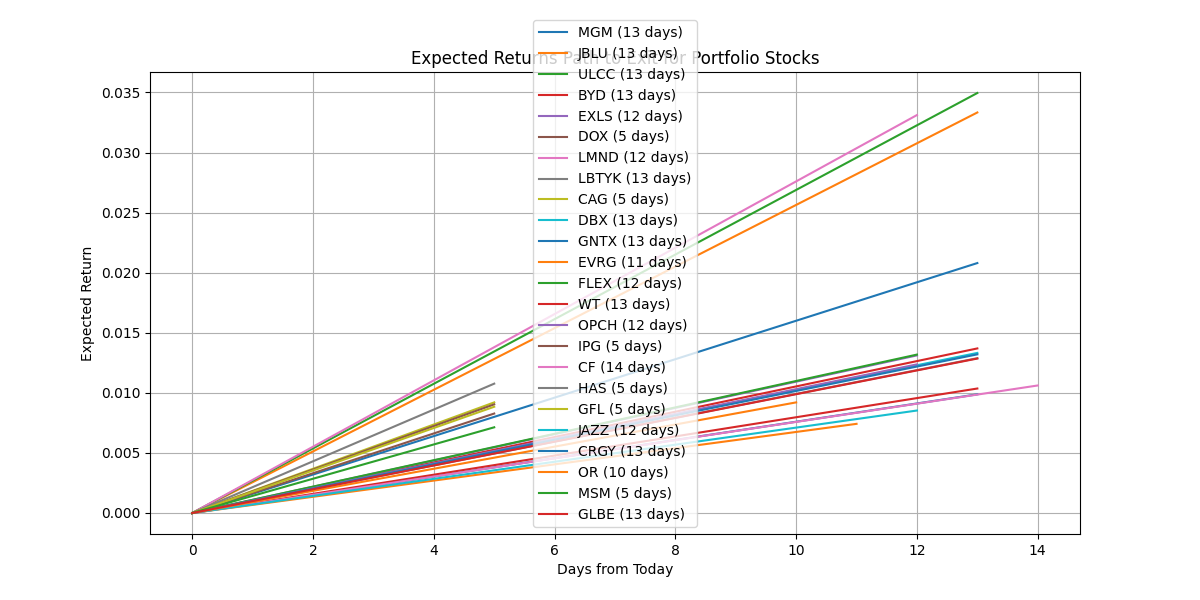 Expected Returns Path to Exit for Portfolio Stocks
MGM (13 days)
JBLU (13 days)
ULCC (13 days)
BYD (13 days)
EXLS (12 days)
DOX (5 days)
LMND (12 days)
LBTYK (13 days)
CAG (5 days)
DBX (13 days)
GNTX (13 days)
EVRG (11 days)
FLEX (12 days)
WT (13 days)
OPCH (12 days)
IPG (5 days)
CF (14 days)
HAS (5 days)
GFL (5 days)
JAZZ (12 days)
CRGY (13 days)
OR (10 days)
MSM (5 days)
GLBE (13 days)
Expected Return
0.035
0.030
0.025
0.020
0.015
0.010
0.005
0.000
0 2 4 6 8 10 12 14
Days from Today